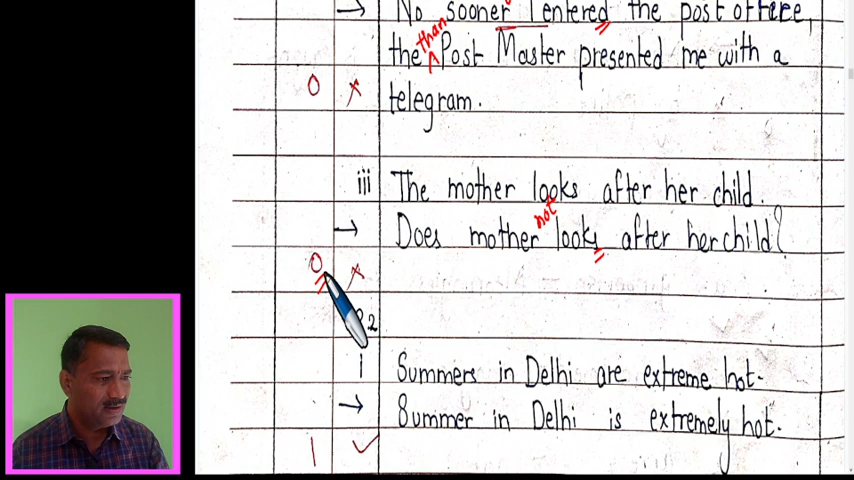 → No sooner I entered the post office,
than
the ^ Post Master presented me with a
0 × telegram.
iii The mother looks after her child.
not
→ Does mother looks after her child?
0 ×
2
i Summers in Delhi are extreme hot.
→ Summer in Delhi is extremely hot.
1 ✓